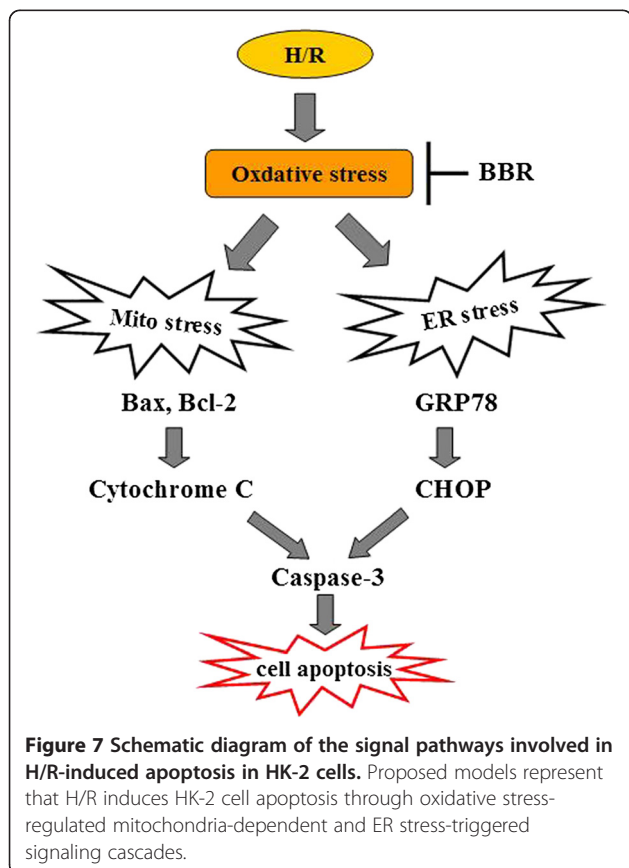 H/R
Oxdative stress
BBR
Mito stress
ER stress
Bax, Bcl-2
GRP78
Cytochrome C
CHOP
Caspase-3
cell apoptosis
Figure 7 Schematic diagram of the signal pathways involved in
H/R-induced apoptosis in HK-2 cells. Proposed models represent
that H/R induces HK-2 cell apoptosis through oxidative stress-
regulated mitochondria-dependent and ER stress-triggered
signaling cascades.